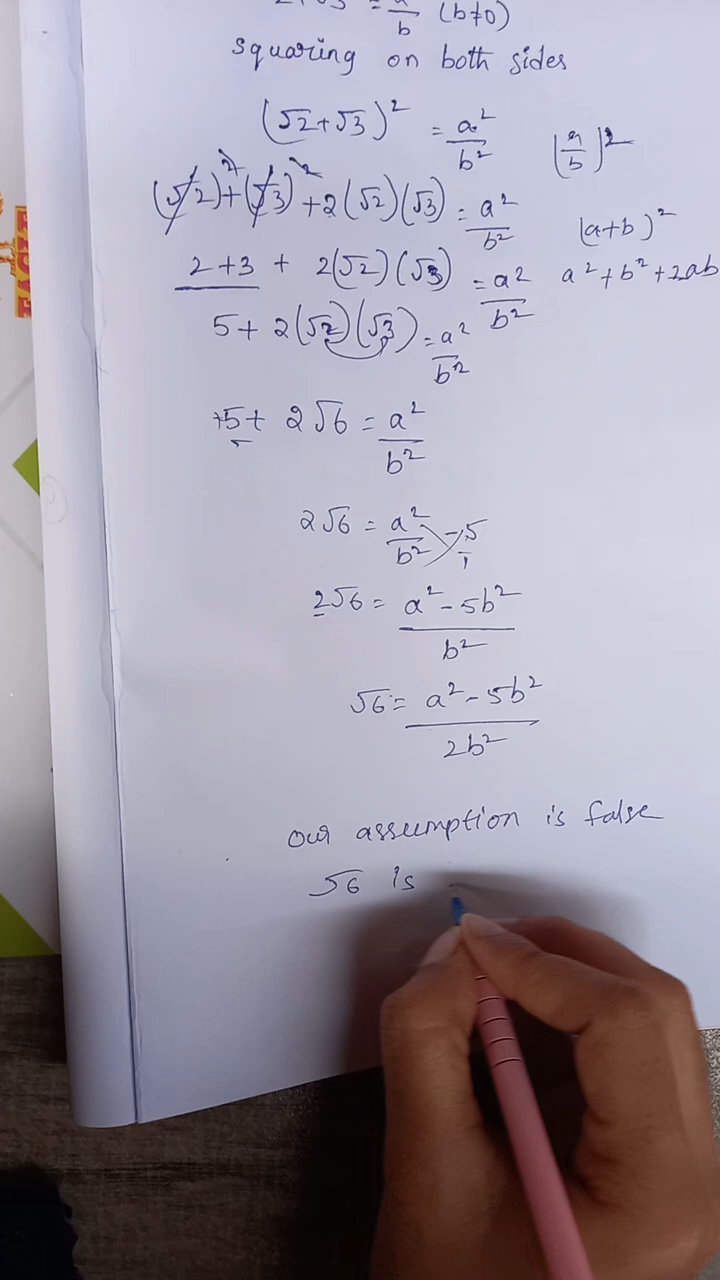 = a/b (b≠0)
squaring on both sides
(√2+√3)² = a²/b² (a/b)²
(√2)²+(√3)²+2(√2)(√3) = a²/b² (a+b)²
2+3 + 2(√2)(√3) = a²/b² a²+b²+2ab
5+ 2(√2)(√3) = a²/b²
+5+ 2√6 = a²/b²
2√6 = a²/b² - 5/1
2√6 = a²-5b²/b²
√6 = a²-5b²/2b²
our assumption is false
√6 is